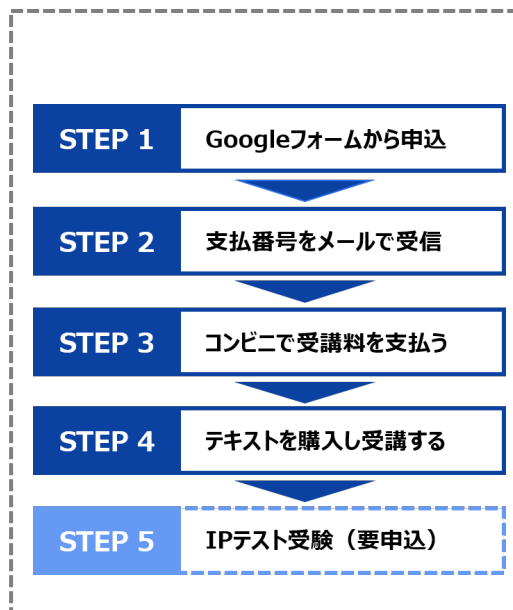 STEP 1 Googleフォームから申込
STEP 2 支払番号をメールで受信
STEP 3 コンビニで受講料を支払う
STEP 4 テキストを購入し受講する
STEP 5 IPテスト受験（要申込）